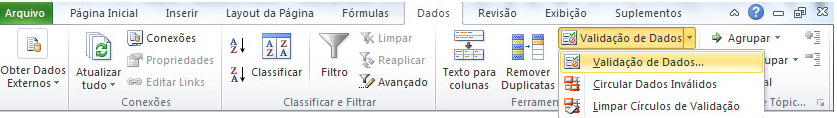 Arquivo Página Inicial Inserir Layout da Página Fórmulas Dados Revisão Exibição Suplementos
Obter Dados
Externos
Atualizar
tudo
Conexões
Propriedades
Editar Links
Conexões
A
Z
Z
A
Classificar
Filtro
Limpar
Reaplicar
Avançado
Classificar e Filtrar
Texto para
colunas
Remover
Duplicatas
Ferrame
Validação de Dados
Validação de Dados...
Circular Dados Inválidos
Limpar Círculos de Validação
Agrupar
e Tópic...